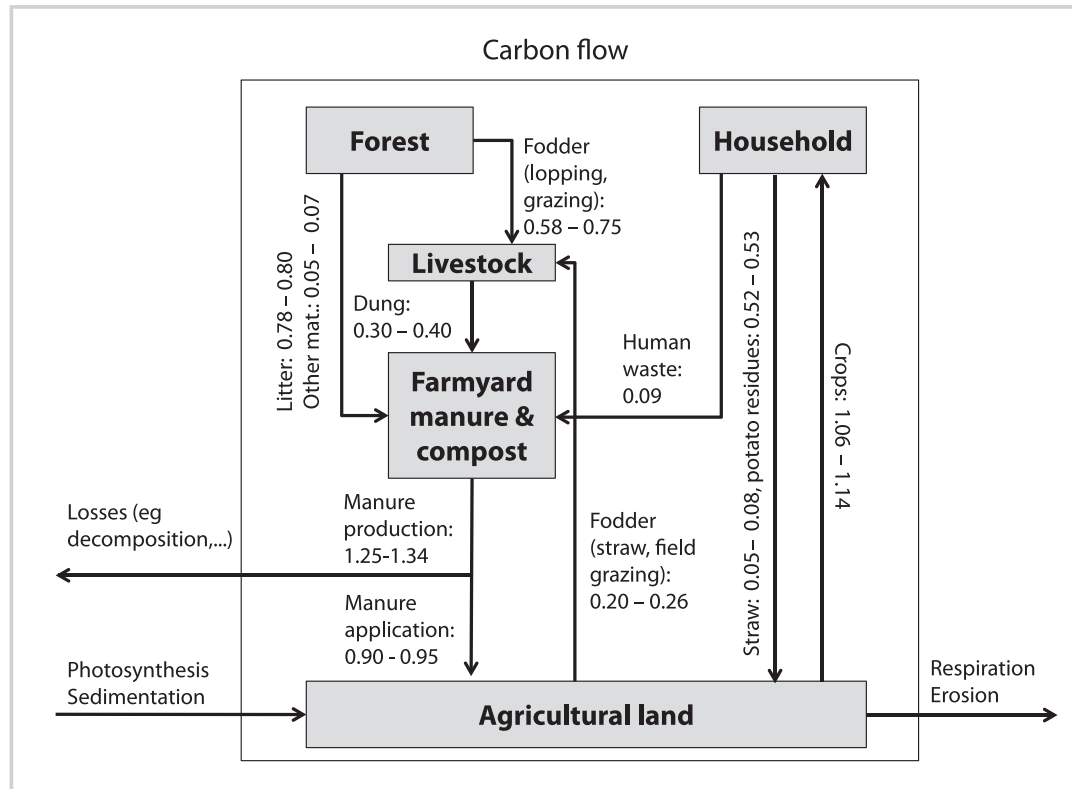 Carbon flow
Forest
Household
Fodder
(lopping,
grazing):
0.58 – 0.75
Litter: 0.78 – 0.80
Other mat.: 0.05 – 0.07
Livestock
Dung:
0.30 – 0.40
Farmyard
manure &
compost
Human
waste:
0.09
Straw: 0.05– 0.08, potato residues: 0.52 – 0.53
Crops: 1.06 – 1.14
Losses (eg
decomposition,...)
Manure
production:
1.25-1.34
Fodder
(straw, field
grazing):
0.20 – 0.26
Manure
application:
0.90 - 0.95
Photosynthesis
Sedimentation
Agricultural land
Respiration
Erosion